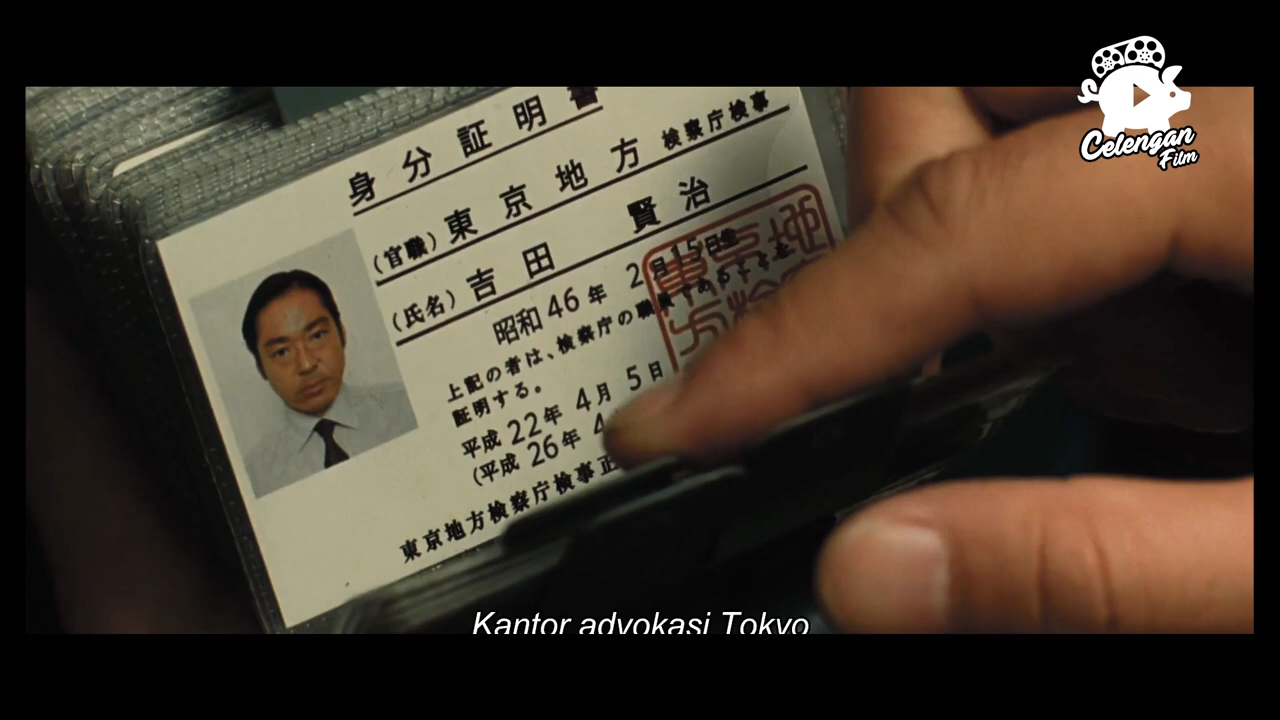 身分証明書
(官職) 東京地方 検察庁検事
(氏名) 吉田 賢治
昭和46年 2月15日生
上記の者は、検察庁の職員であることを
証明する。
平成22年 4月 5日
(平成 26年 4
東京地方検察庁検事正
Celengan
Film
Kantor advokasi Tokyo